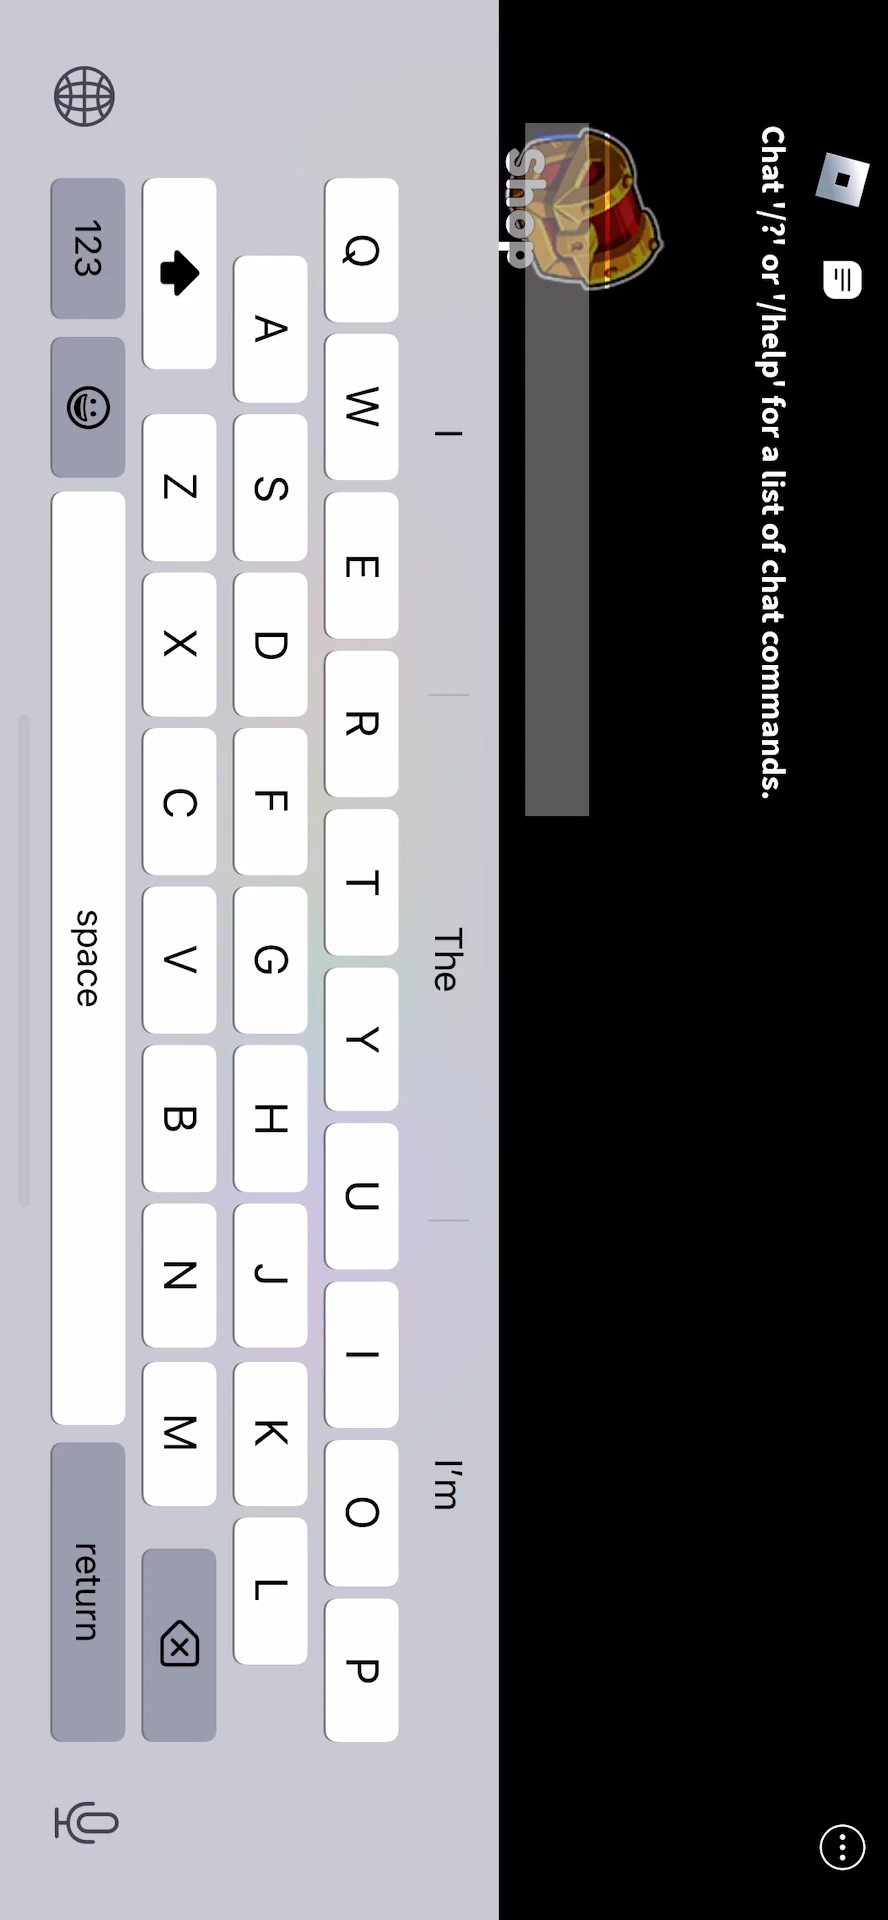 Chat '/?' or '/help' for a list of chat commands.
Shop
I The I'm
Q W E R T Y U I O P
A S D F G H J K L
Z X C V B N M
123 space return